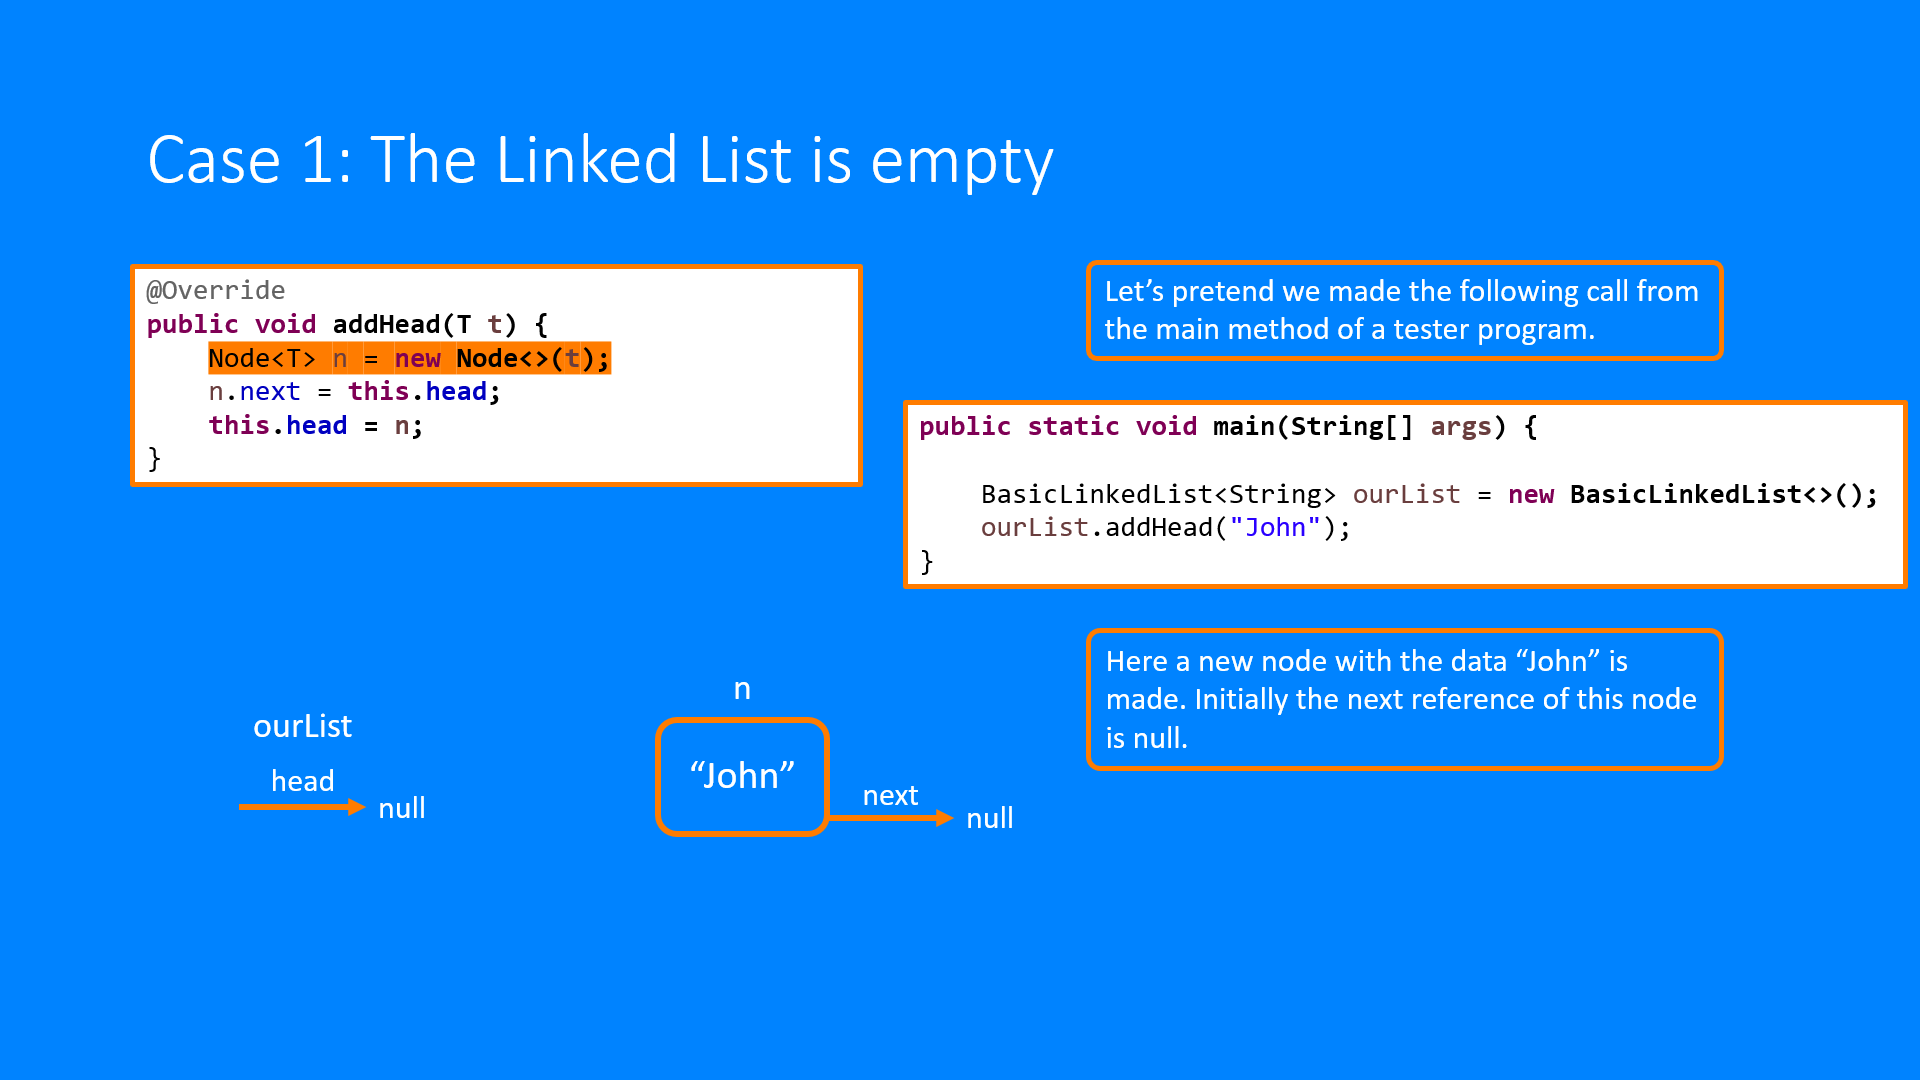 Case 1: The Linked List is empty
@Override
public void addHead(T t) {
    Node<T> n = new Node<>(t);
    n.next = this.head;
    this.head = n;
}
Let’s pretend we made the following call from
the main method of a tester program.
public static void main(String[] args) {
    BasicLinkedList<String> ourList = new BasicLinkedList<>();
    ourList.addHead("John");
}
Here a new node with the data “John” is
made. Initially the next reference of this node
is null.
ourList
head
null
n
“John”
next
null